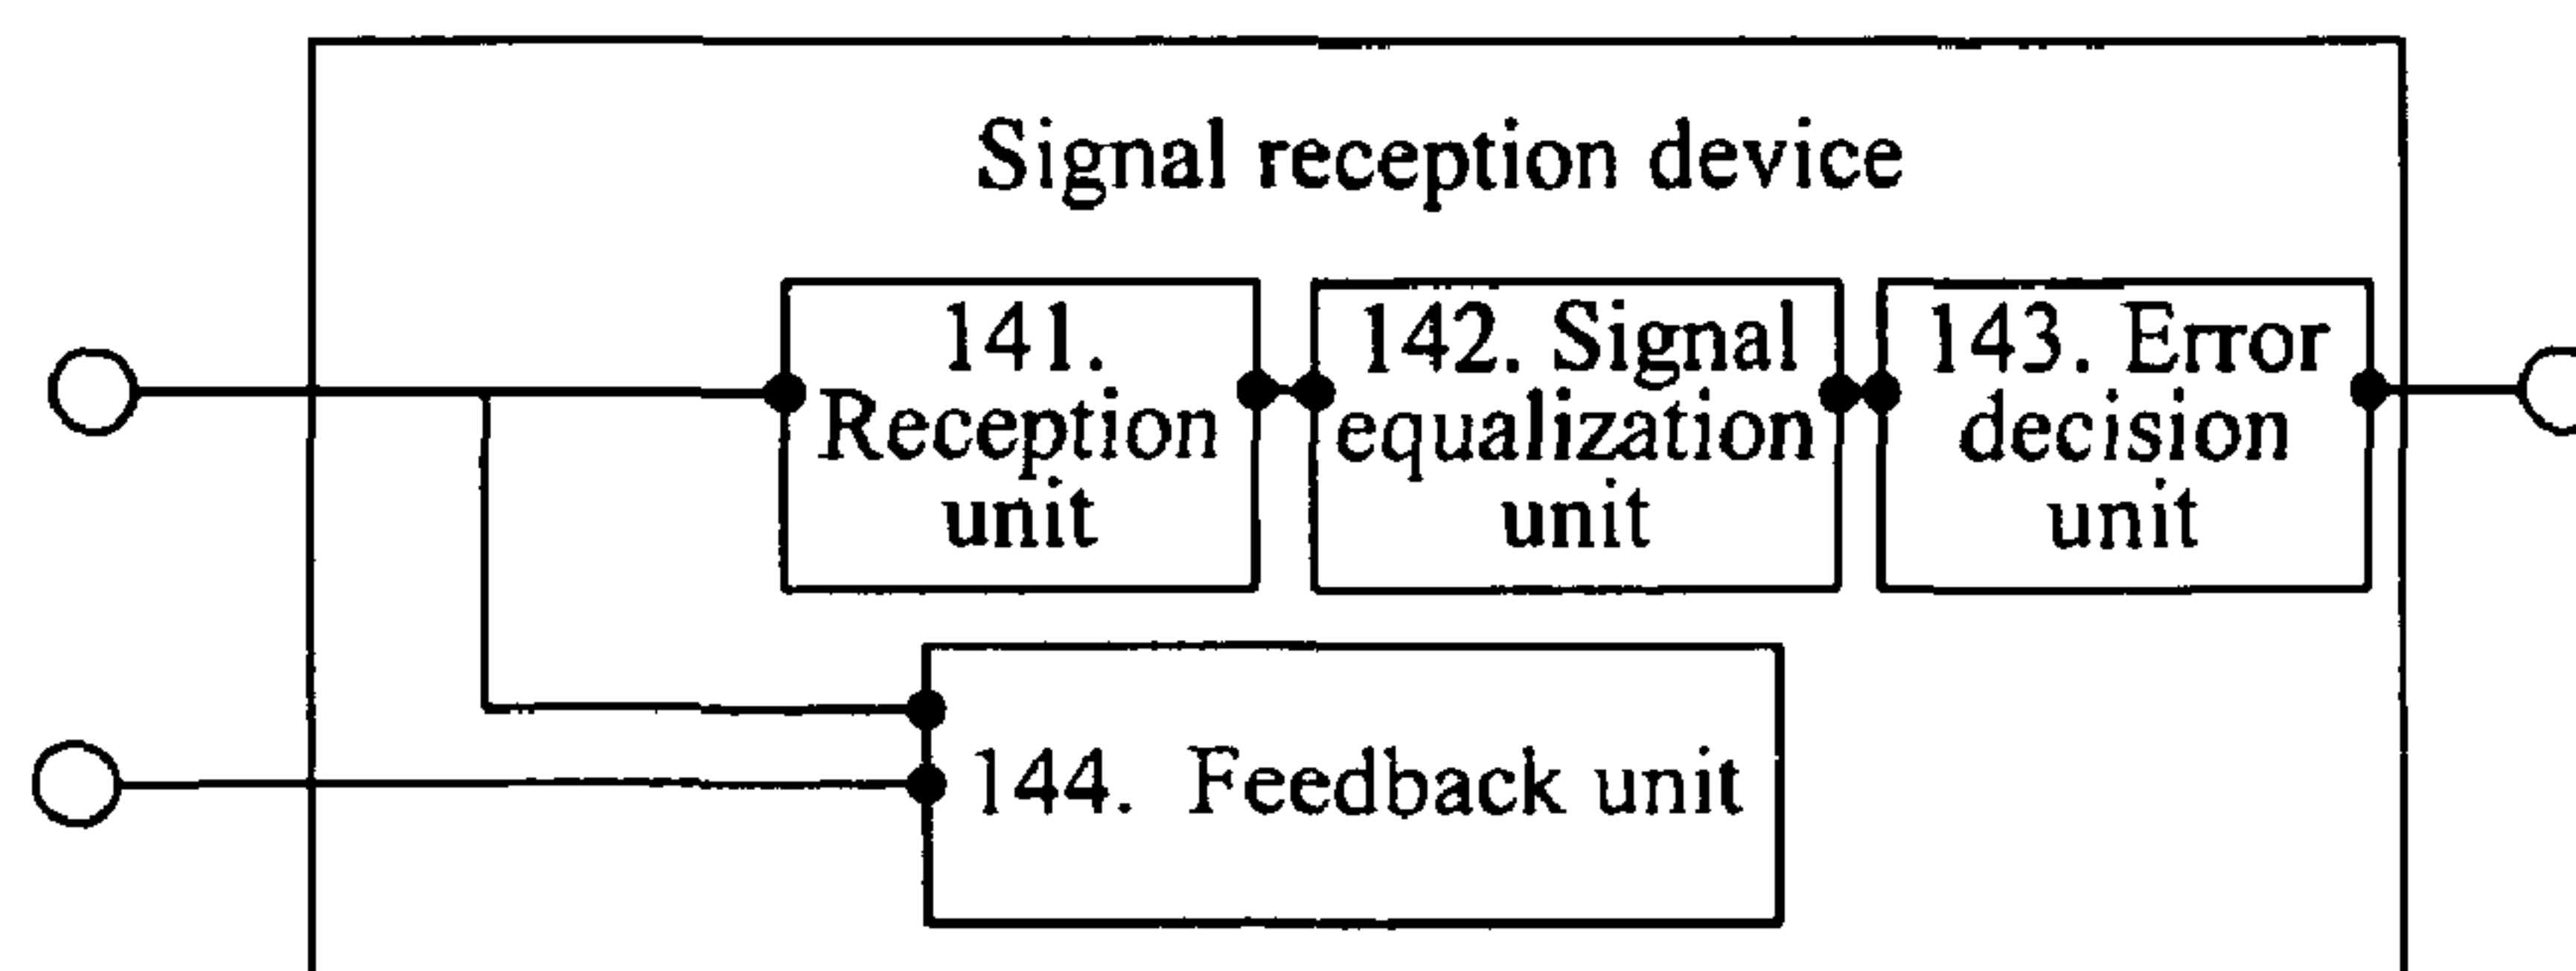 Signal reception device
141.
Reception
unit
142. Signal
equalization
unit
143. Error
decision
unit
144. Feedback unit